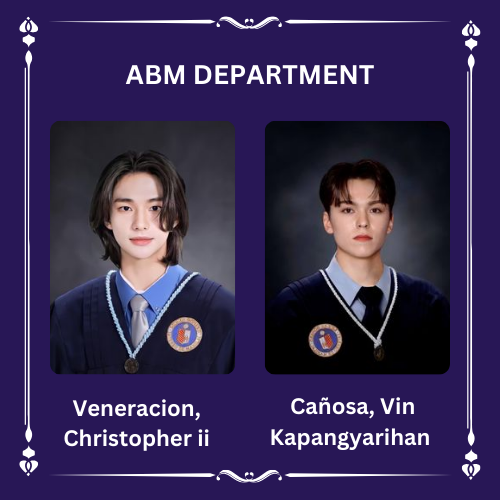 ABM DEPARTMENT
Veneracion,
Christopher ii
Cañosa, Vin
Kapangyarihan